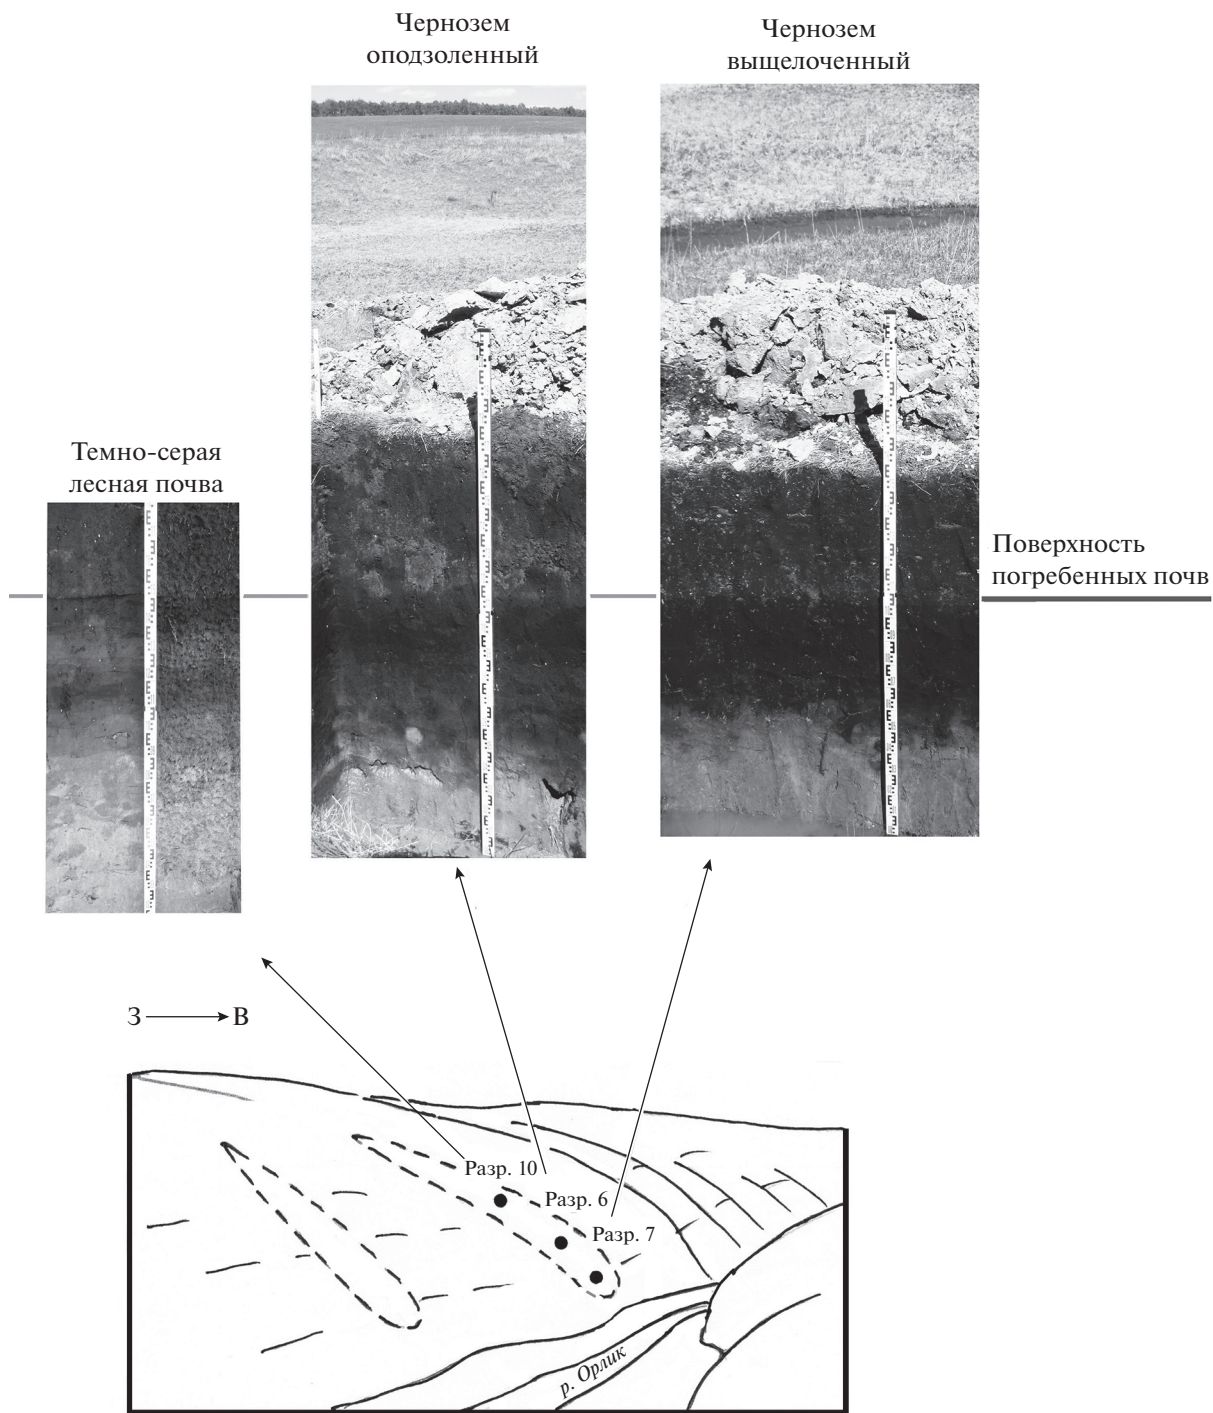 Чернозем
оподзоленный
Чернозем
выщелоченный
Темно-серая
лесная почва
Поверхность
погребенных почв
З
В
Разр. 10
Разр. 6
Разр. 7
р. Орлик